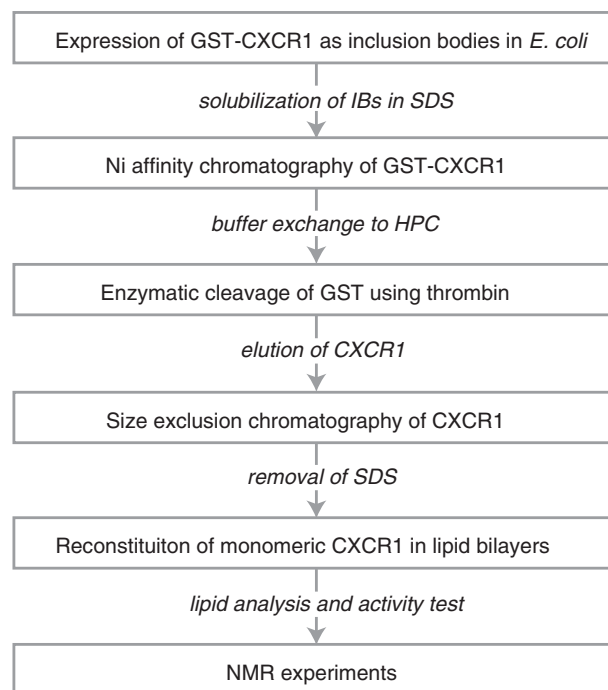 Expression of GST-CXCR1 as inclusion bodies in E. coli
solubilization of IBs in SDS
Ni affinity chromatography of GST-CXCR1
buffer exchange to HPC
Enzymatic cleavage of GST using thrombin
elution of CXCR1
Size exclusion chromatography of CXCR1
removal of SDS
Reconstituiton of monomeric CXCR1 in lipid bilayers
lipid analysis and activity test
NMR experiments